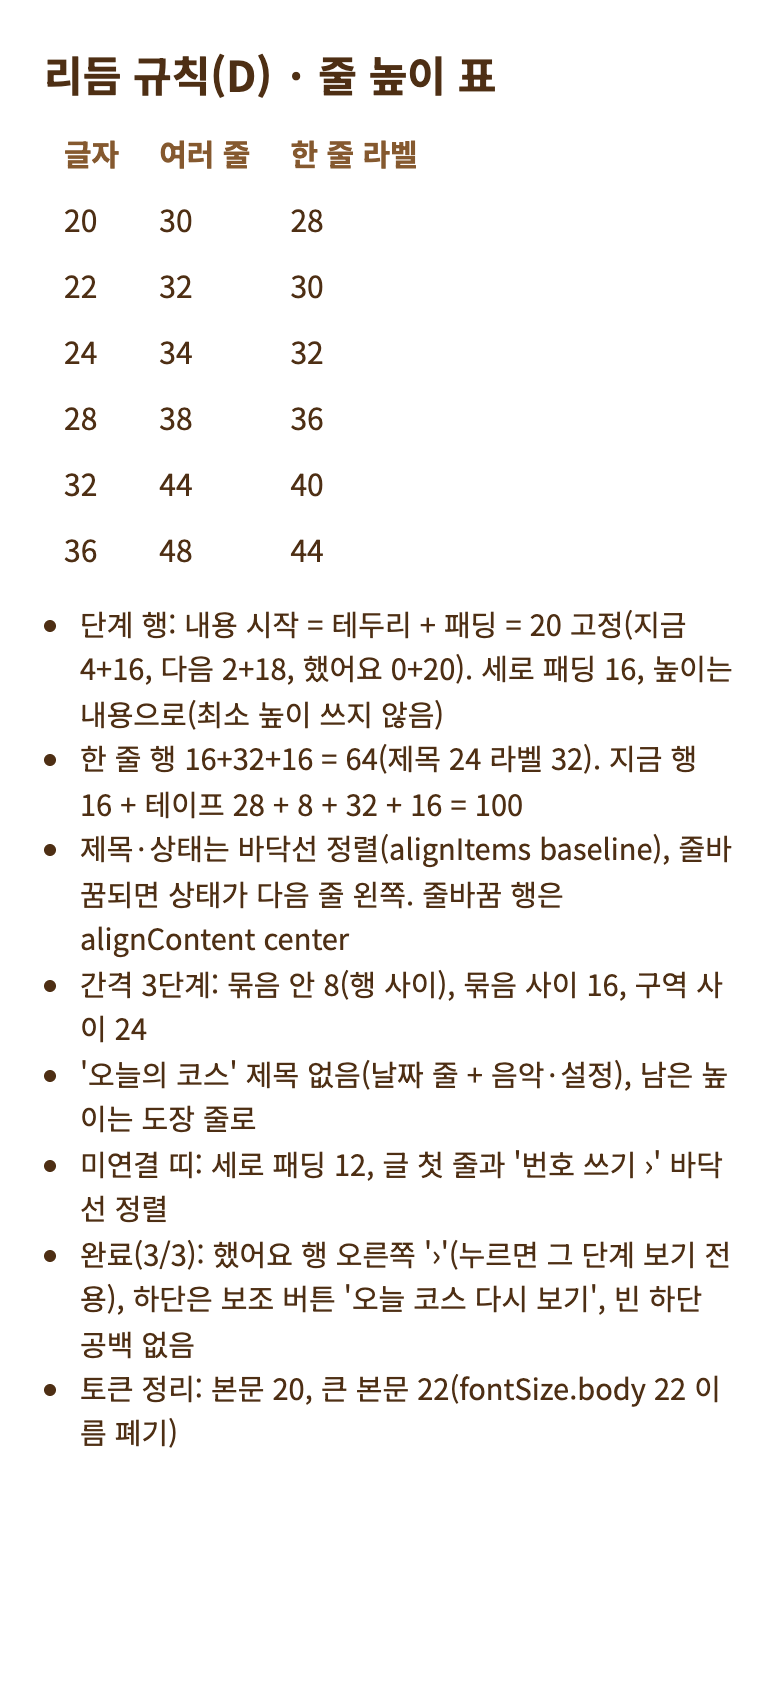 리듬 규칙(D) · 줄 높이 표
글자 여러 줄 한 줄 라벨
20 30 28
22 32 30
24 34 32
28 38 36
32 44 40
36 48 44
• 단계 행: 내용 시작 = 테두리 + 패딩 = 20 고정(지금
4+16, 다음 2+18, 했어요 0+20). 세로 패딩 16, 높이는
내용으로(최소 높이 쓰지 않음)
• 한 줄 행 16+32+16 = 64(제목 24 라벨 32). 지금 행
16 + 테이프 28 + 8 + 32 + 16 = 100
• 제목·상태는 바닥선 정렬(alignItems baseline), 줄바
꿈되면 상태가 다음 줄 왼쪽. 줄바꿈 행은
alignContent center
• 간격 3단계: 묶음 안 8(행 사이), 묶음 사이 16, 구역 사
이 24
• '오늘의 코스' 제목 없음(날짜 줄 + 음악·설정), 남은 높
이는 도장 줄로
• 미연결 띠: 세로 패딩 12, 글 첫 줄과 '번호 쓰기 ›' 바닥
선 정렬
• 완료(3/3): 했어요 행 오른쪽 '›'(누르면 그 단계 보기 전
용), 하단은 보조 버튼 '오늘 코스 다시 보기', 빈 하단
공백 없음
• 토큰 정리: 본문 20, 큰 본문 22(fontSize.body 22 이
름 폐기)